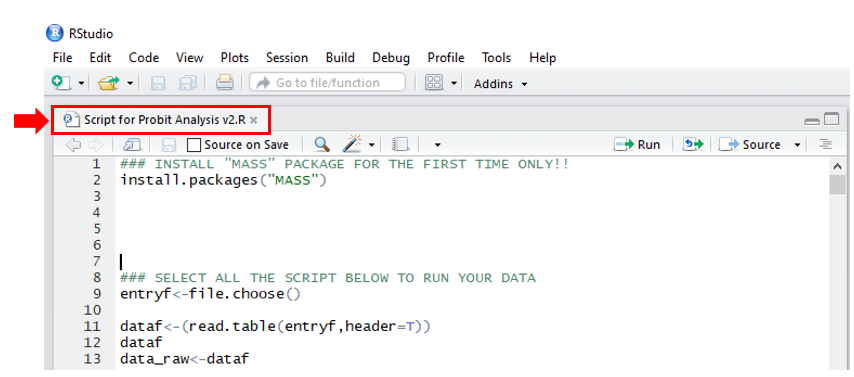 RStudio
File Edit Code View Plots Session Build Debug Profile Tools Help
Go to file/function Addins
Script for Probit Analysis v2.R
Source on Save Run Source
1 ### INSTALL "MASS" PACKAGE FOR THE FIRST TIME ONLY!!
2 install.packages("MASS")
3
4
5
6
7
8 ### SELECT ALL THE SCRIPT BELOW TO RUN YOUR DATA
9 entryf<-file.choose()
10
11 dataf<-(read.table(entryf,header=T))
12 dataf
13 data_raw<-dataf